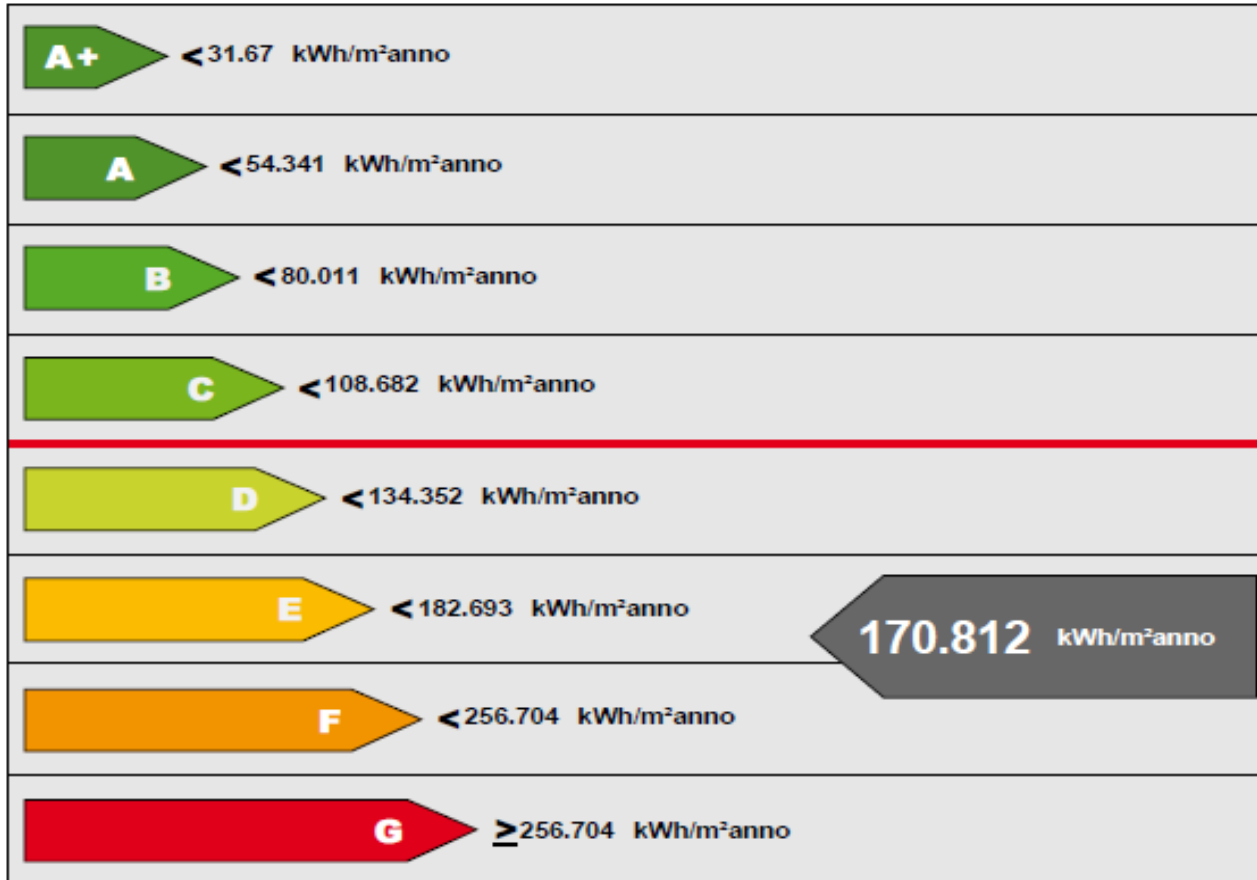 A+ <31.67 kWh/m²anno
A <54.341 kWh/m²anno
B <80.011 kWh/m²anno
C <108.682 kWh/m²anno
D <134.352 kWh/m²anno
E <182.693 kWh/m²anno
170.812 kWh/m²anno
F <256.704 kWh/m²anno
G ≥256.704 kWh/m²anno